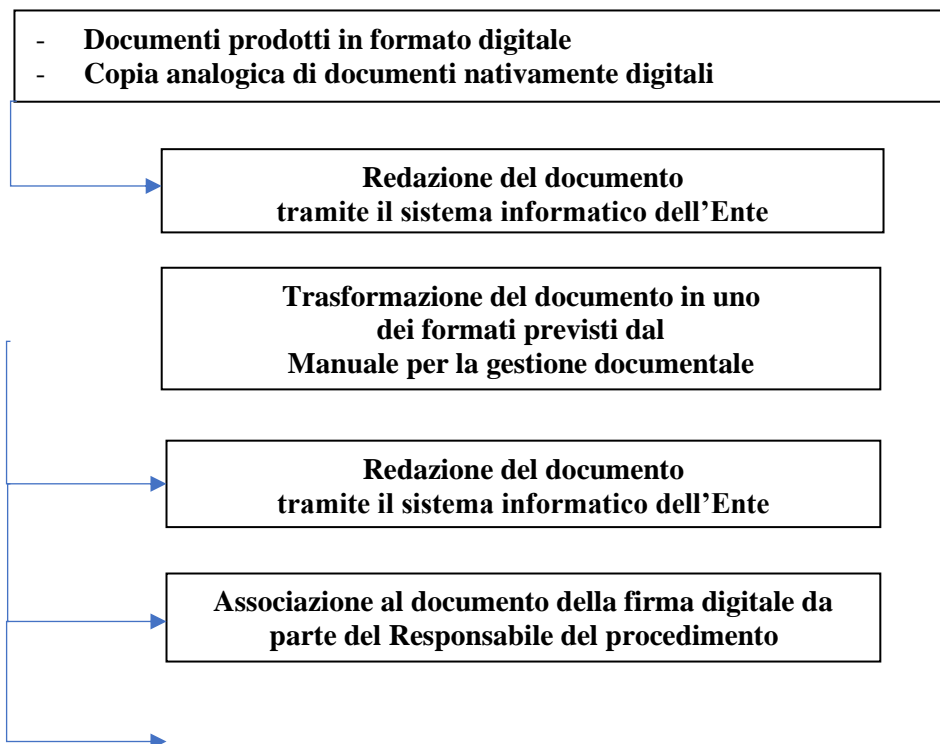 - Documenti prodotti in formato digitale
- Copia analogica di documenti nativamente digitali
Redazione del documento
tramite il sistema informatico dell’Ente
Trasformazione del documento in uno
dei formati previsti dal
Manuale per la gestione documentale
Redazione del documento
tramite il sistema informatico dell’Ente
Associazione al documento della firma digitale da
parte del Responsabile del procedimento